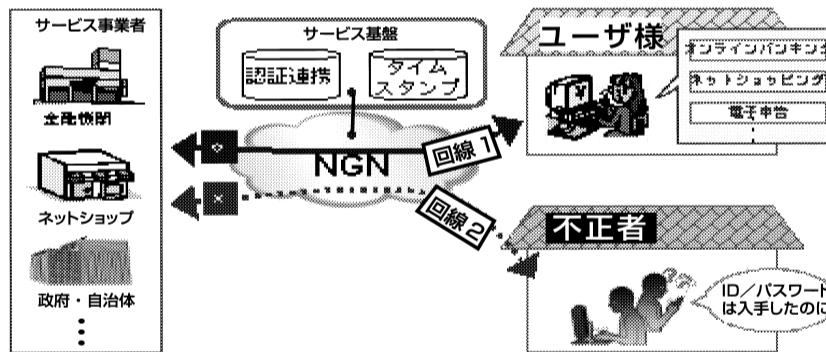 サービス事業者
金融機関
ネットショップ
政府・自治体
サービス基盤
認証連携
タイム
スタンプ
NGN
回線1
回線2
ユーザ様
オンラインバンキング
ネットショッピング
電子申告
不正者
ID／パスワード
は入手したのに